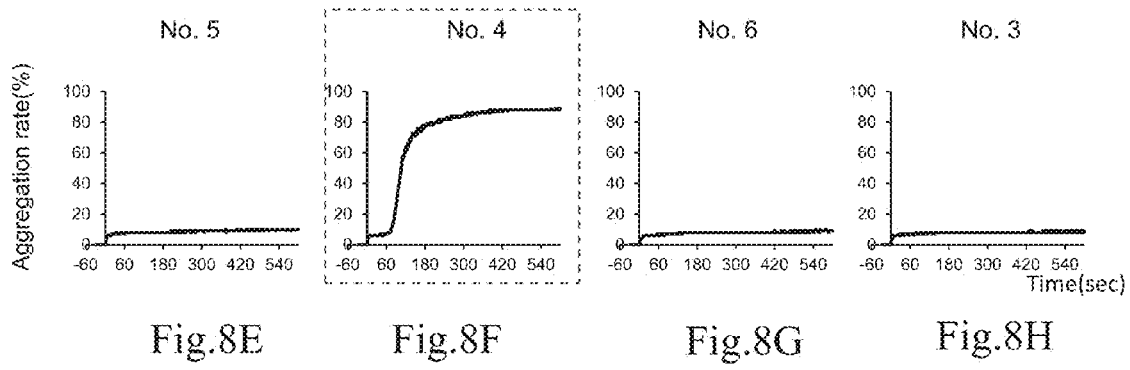 No. 5
No. 4
No. 6
No. 3
Aggregation rate(%)
100 100 100 100
80 80 80 80
60 60 60 60
40 40 40 40
20 20 20 20
0 0 0 0
-60 60 180 300 420 540 -60 60 180 300 420 540 -60 60 180 300 420 540 -60 60 180 300 420 540
Time(sec)
Fig.8E Fig.8F Fig.8G Fig.8H